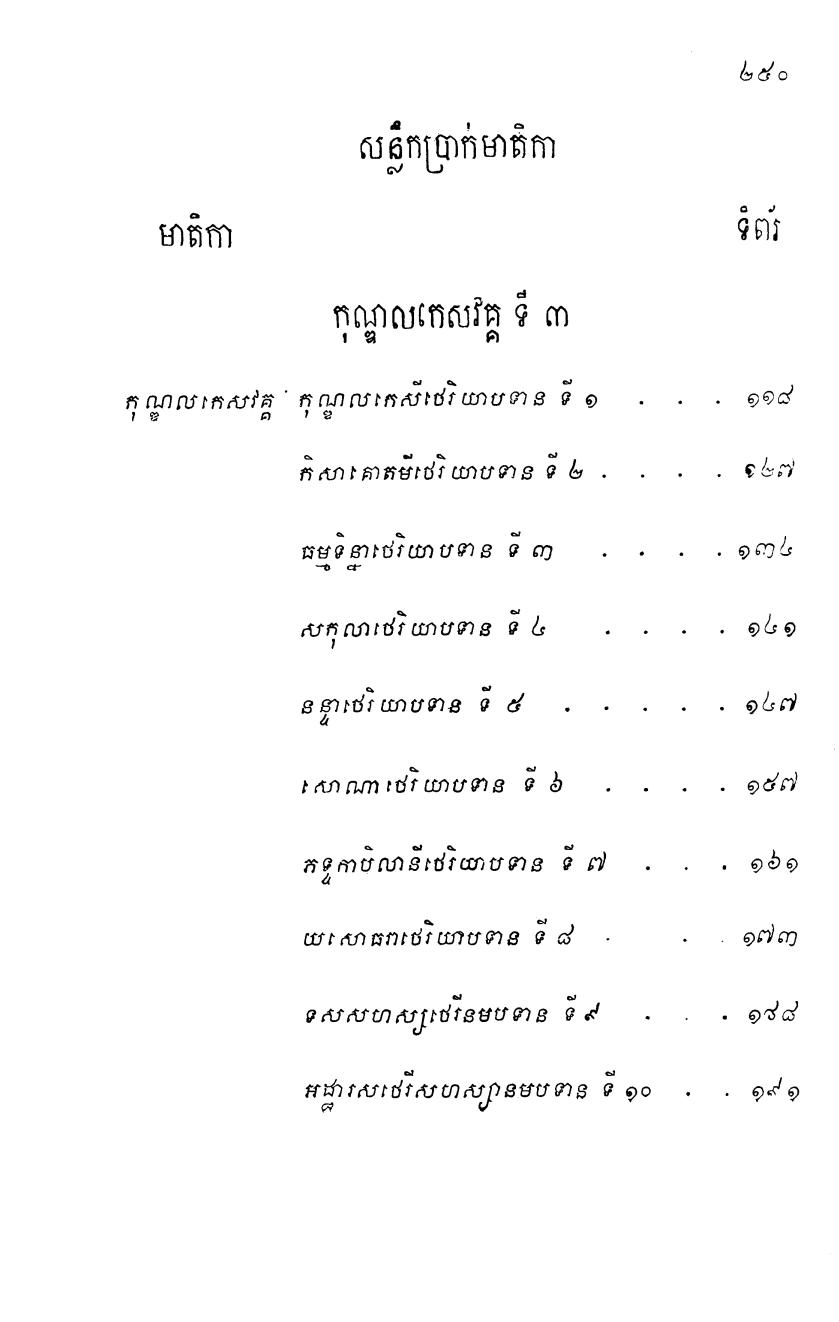 ២៥០
សន្លឹកប្រាក់មាតិកា
មាតិកា ទំព័រ
កុណ្ឌលកេសវគ្គ ទី ៣
កុណ្ឌលកេសវគ្គ កុណ្ឌលកេសីថេរិយាបទាន ទី ១ . . . ១១៨
កិសាគោតមីថេរិយាបទាន ទី ២ . . . . ១២៧
ធម្មទិន្នាថេរិយាបទាន ទី ៣ . . . . ១៣៤
សកុលាថេរិយាបទាន ទី ៤ . . . . ១៤១
នន្ទាថេរិយាបទាន ទី ៥ . . . . . ១៤៧
សោណាថេរិយាបទាន ទី ៦ . . . . ១៥៧
ភទ្ទកាបិលានីថេរិយាបទាន ទី ៧ . . . ១៦១
យសោធរាថេរិយាបទាន ទី ៨ . . . ១៧៣
ទសសហស្សថេរីនមបទាន ទី ៩ . . . ១៨៨
អដ្ឋារសថេរីសហស្សានមបទាន ទី ១០ . . ១៩១